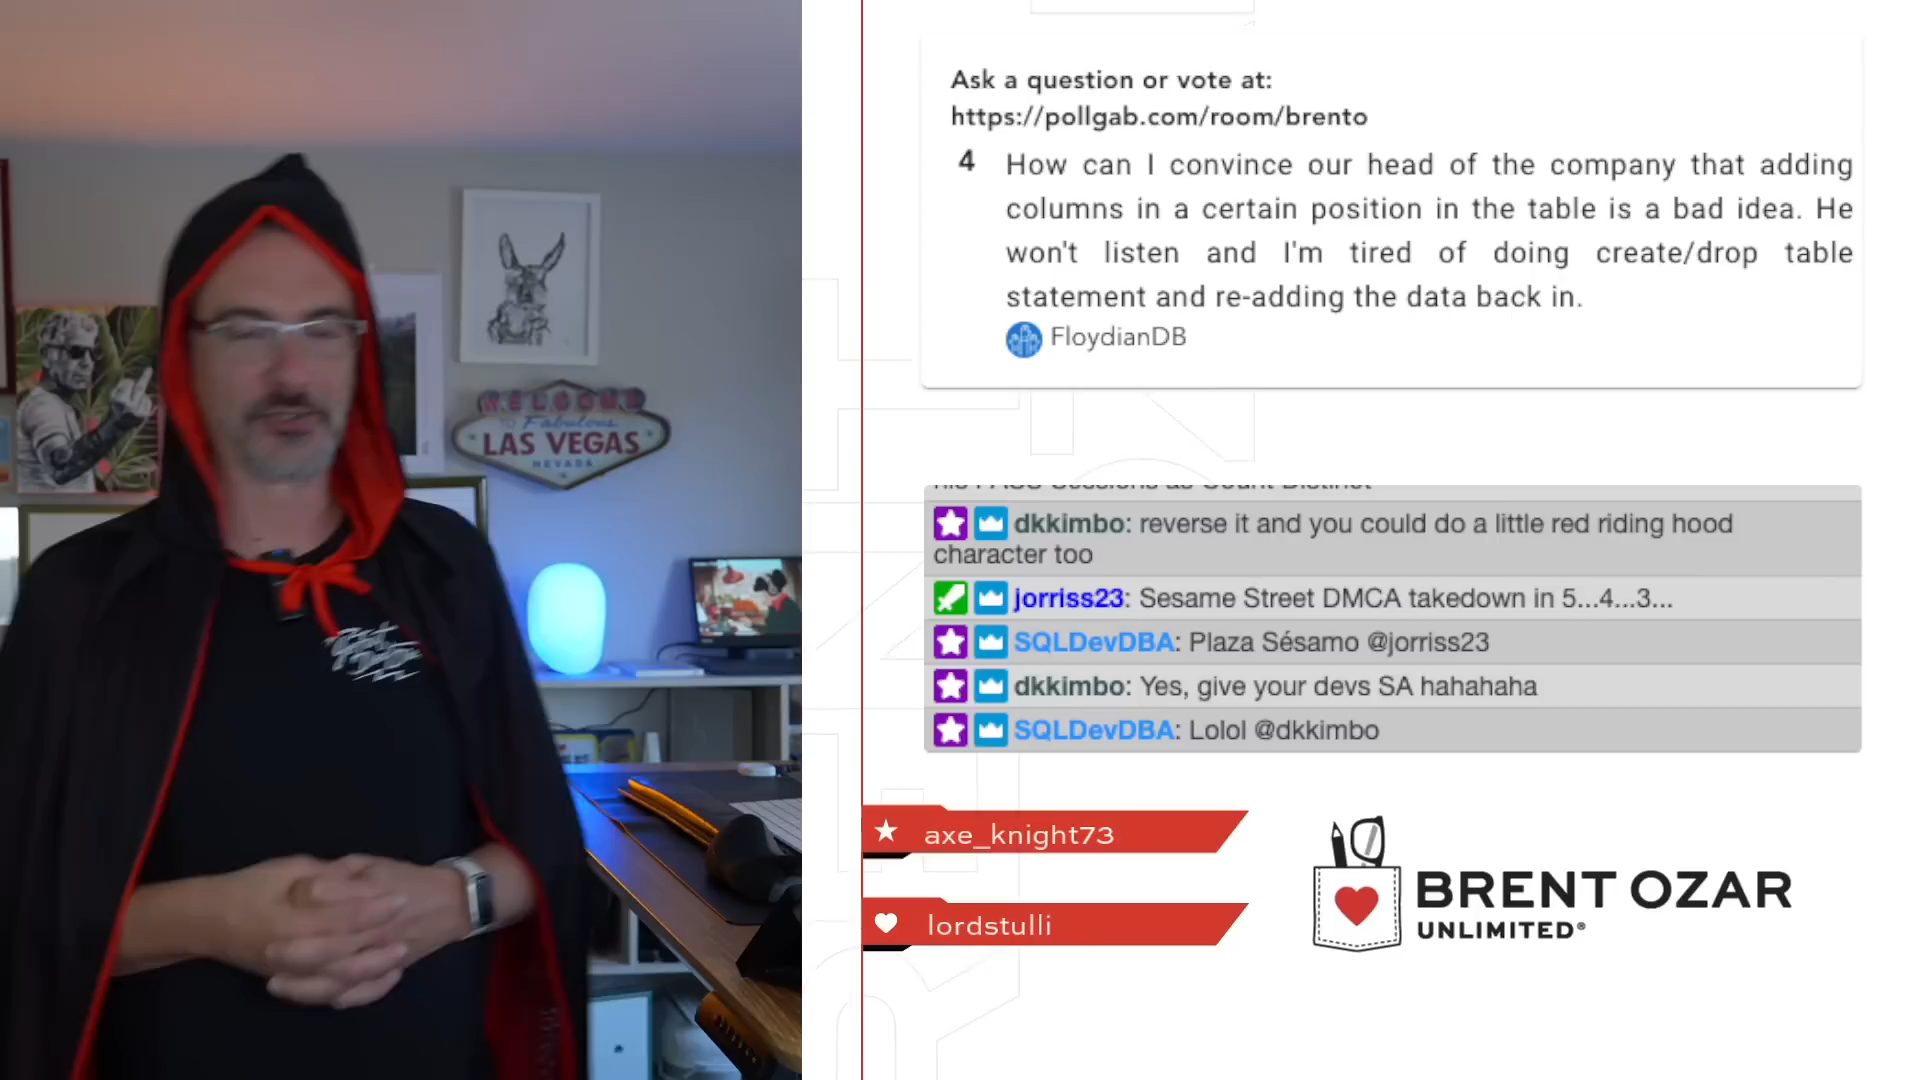 Ask a question or vote at:
https://pollgab.com/room/brento
4 How can I convince our head of the company that adding
columns in a certain position in the table is a bad idea. He
won't listen and I'm tired of doing create/drop table
statement and re-adding the data back in.
FloydianDB
WELCOME
TO Fabulous
LAS VEGAS
NEVADA
dkkimbo: reverse it and you could do a little red riding hood
character too
jorriss23: Sesame Street DMCA takedown in 5...4...3...
SQLDevDBA: Plaza Sésamo @jorriss23
dkkimbo: Yes, give your devs SA hahahaha
SQLDevDBA: Lolol @dkkimbo
axe_knight73
lordstulli
BRENT OZAR
UNLIMITED®